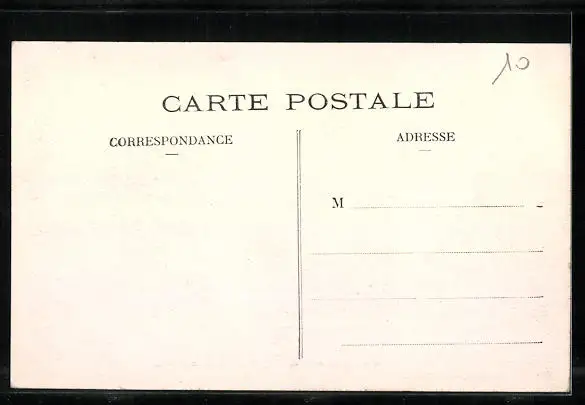 10
CARTE POSTALE
CORRESPONDANCE
ADRESSE
M